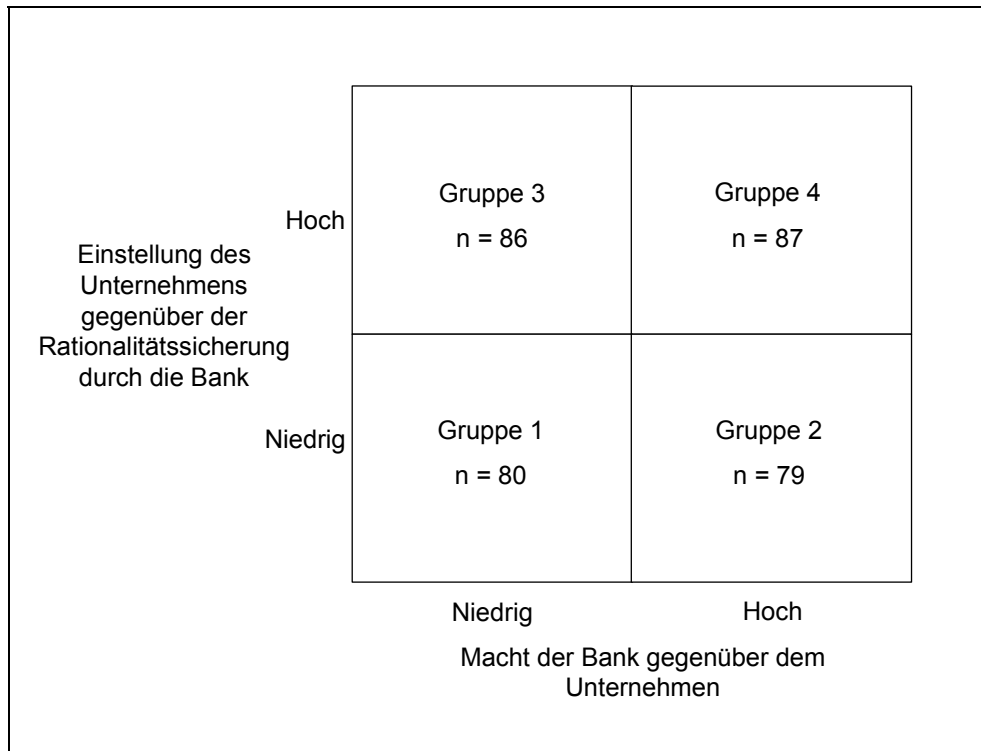 Gruppe 3
n = 86
Gruppe 4
n = 87
Hoch
Einstellung des
Unternehmens
gegenüber der
Rationalitätssicherung
durch die Bank
Niedrig
Gruppe 1
n = 80
Gruppe 2
n = 79
Niedrig
Hoch
Macht der Bank gegenüber dem
Unternehmen